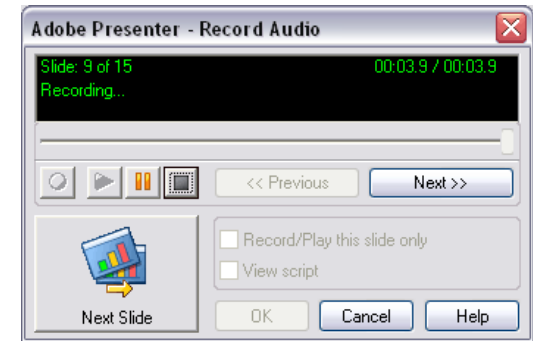 Adobe Presenter - Record Audio
Slide: 9 of 15 00:03.9 / 00:03.9
Recording...
<< Previous Next >>
Record/Play this slide only
View script
Next Slide OK Cancel Help